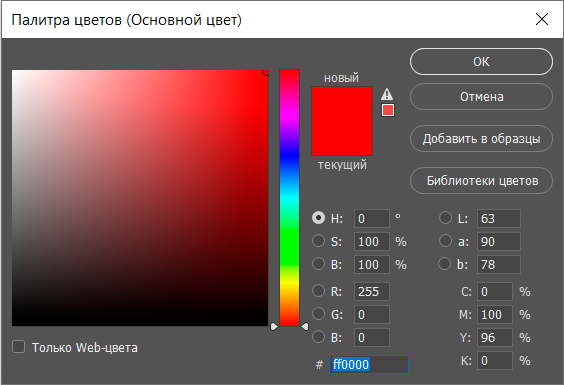 Палитра цветов (Основной цвет)
новый
текущий
ОК
Отмена
Добавить в образцы
Библиотеки цветов
H: 0 °
S: 100 %
B: 100 %
R: 255
G: 0
B: 0
# ff0000
L: 63
a: 90
b: 78
C: 0 %
M: 100 %
Y: 96 %
K: 0 %
Только Web-цвета